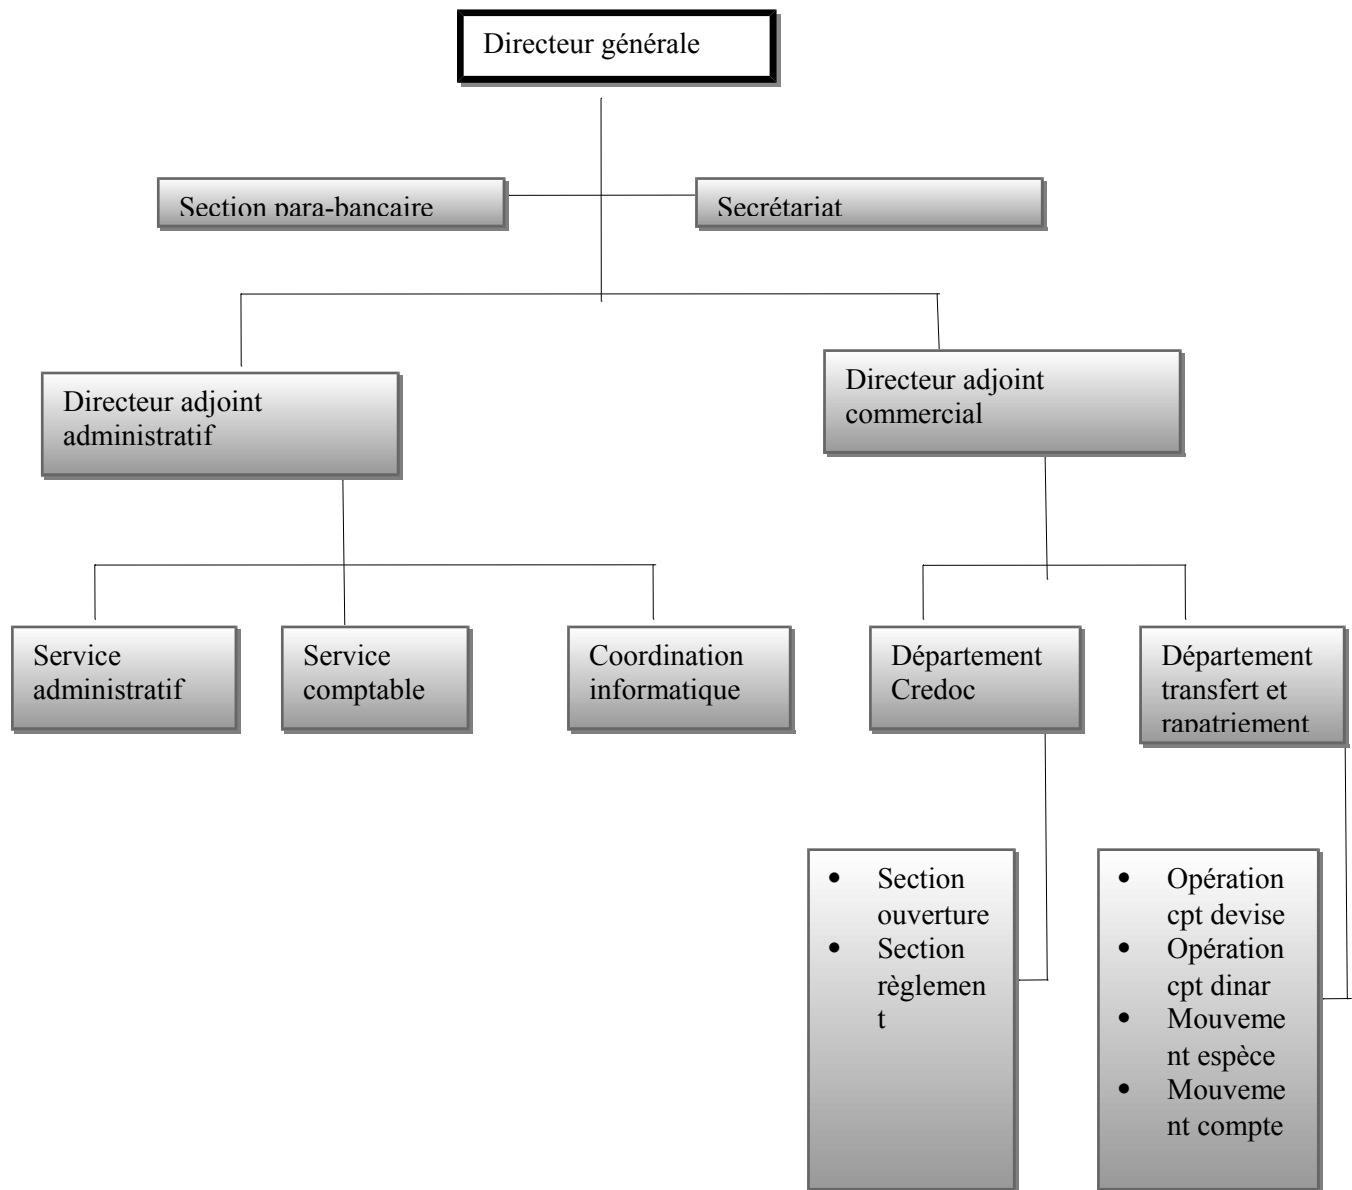 Directeur générale
Section para-bancaire
Secrétariat
Directeur adjoint
administratif
Directeur adjoint
commercial
Service
administratif
Service
comptable
Coordination
informatique
Département
Credoc
Département
transfert et
rapatriement
• Section
ouverture
• Section
règlemen
t
• Opération
cpt devise
• Opération
cpt dinar
• Mouveme
nt espèce
• Mouveme
nt compte